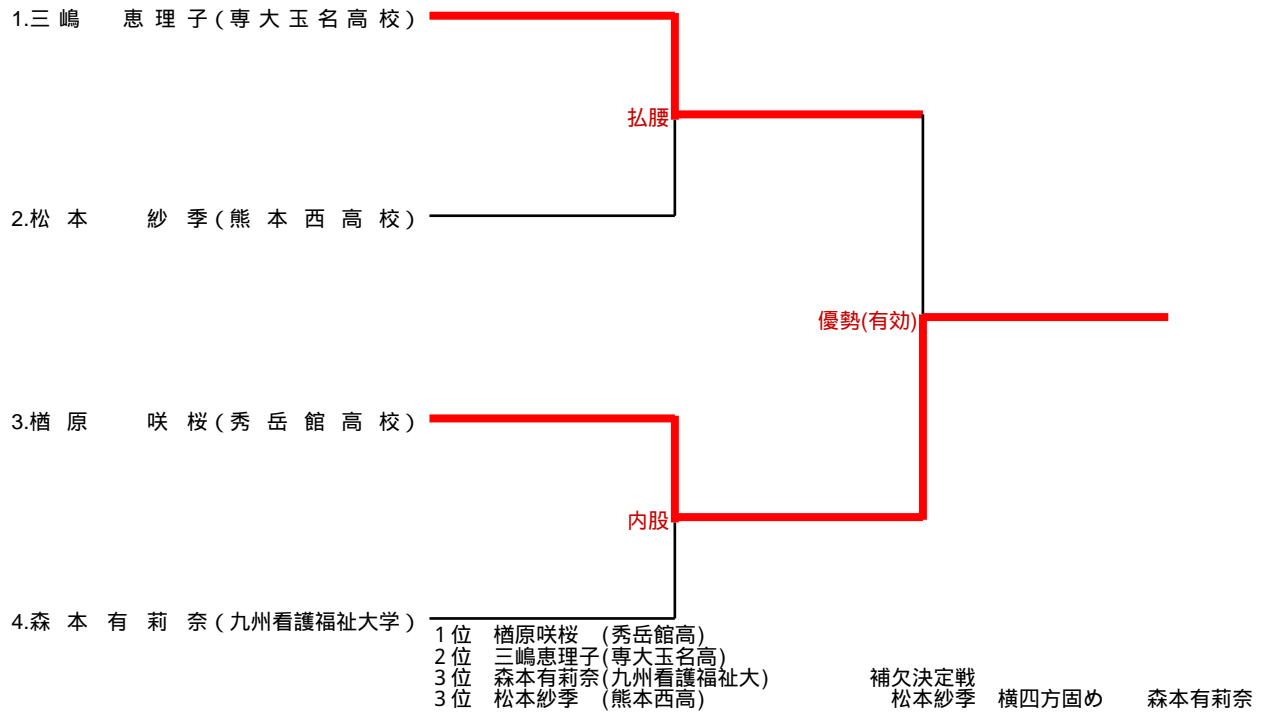 1.三嶋 恵理子(専大玉名高校)
払腰
2.松本 紗季(熊本西高校)
優勢(有効)
3.楢原 咲桜(秀岳館高校)
内股
4.森本 有莉奈(九州看護福祉大学)
1位 楢原咲桜 (秀岳館高)
2位 三嶋恵理子(専大玉名高)
3位 森本有莉奈(九州看護福祉大) 補欠決定戦
3位 松本紗季 (熊本西高) 松本紗季 横四方固め 森本有莉奈